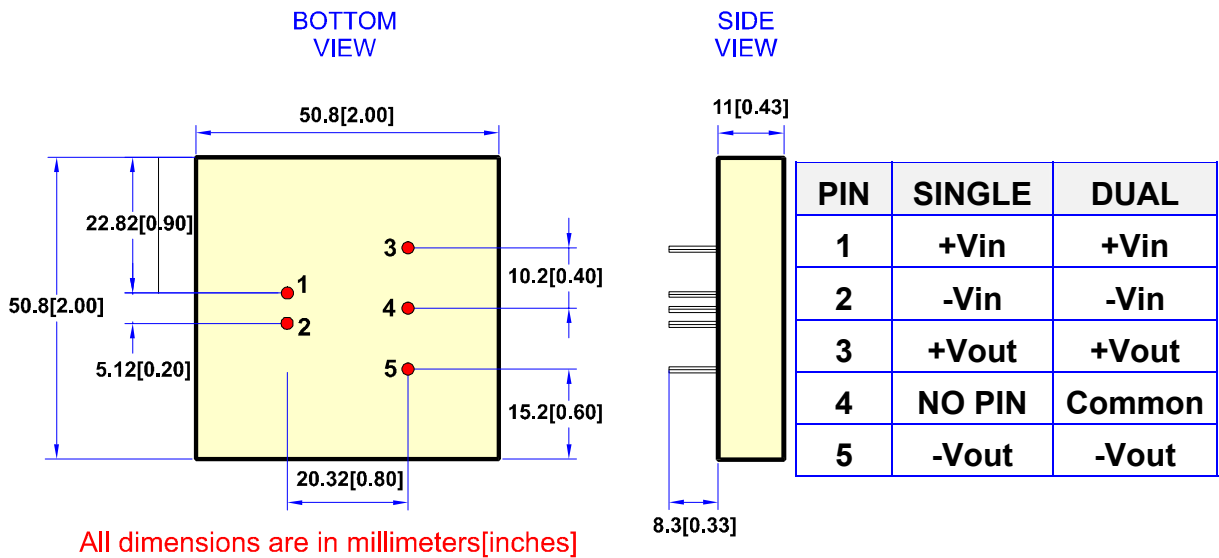 BOTTOM
VIEW
SIDE
VIEW
50.8[2.00]
11[0.43]
22.82[0.90]
50.8[2.00]
5.12[0.20]
1
2
3
4
5
10.2[0.40]
15.2[0.60]
20.32[0.80]
8.3[0.33]
PIN SINGLE DUAL
1 +Vin +Vin
2 -Vin -Vin
3 +Vout +Vout
4 NO PIN Common
5 -Vout -Vout
All dimensions are in millimeters[inches]